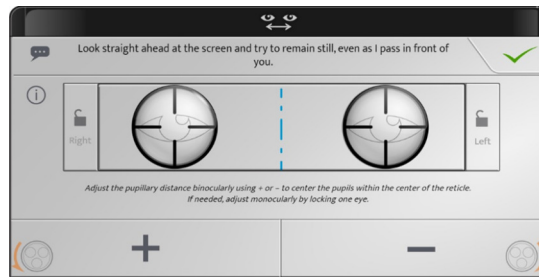 Look straight ahead at the screen and try to remain still, even as I pass in front of
you.
i
Right
Left
Adjust the pupillary distance binocularly using + or – to center the pupils within the center of the reticle.
If needed, adjust monocularly by locking one eye.
+
−